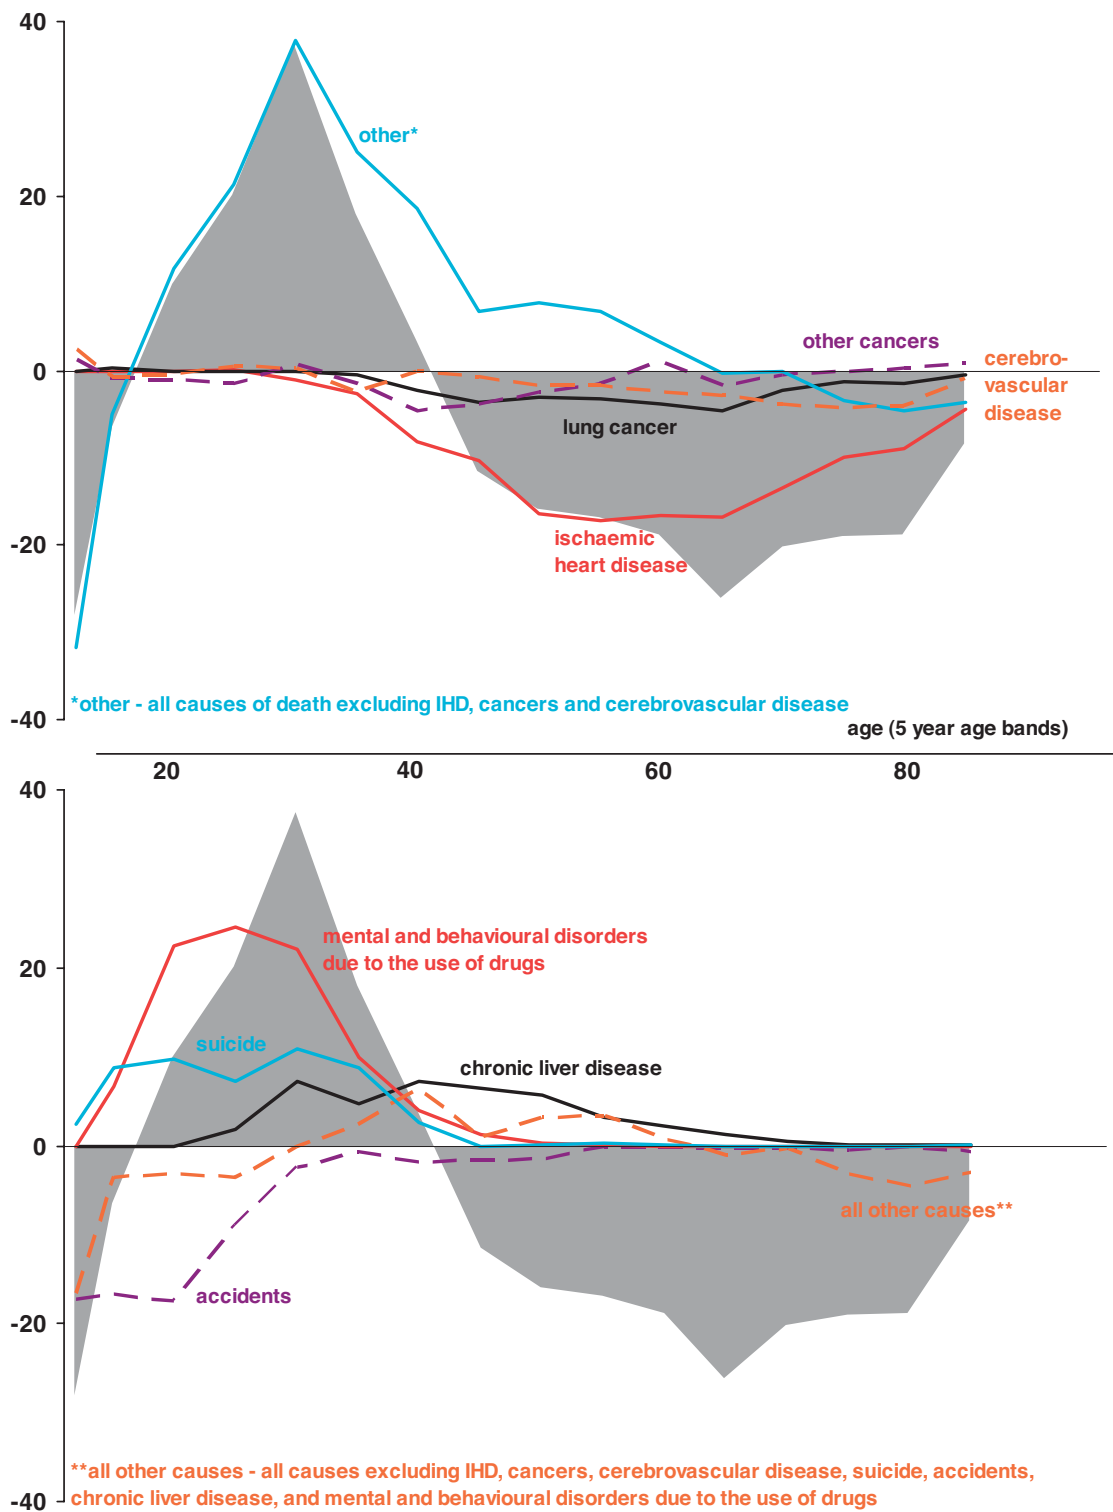 40
other*
20
other cancers
cerebro-
vascular
disease
0
lung cancer
ischaemic
heart disease
-20
*other - all causes of death excluding IHD, cancers and cerebrovascular disease
-40
age (5 year age bands)
20 40 60 80
40
mental and behavioural disorders
due to the use of drugs
20
suicide
chronic liver disease
0
all other causes**
accidents
-20
**all other causes - all causes excluding IHD, cancers, cerebrovascular disease, suicide, accidents,
chronic liver disease, and mental and behavioural disorders due to the use of drugs
-40